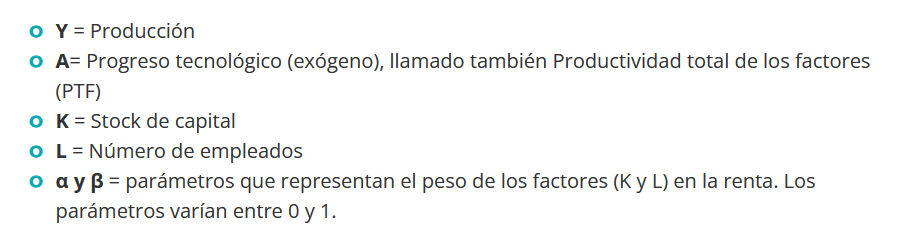 Y = Producción
A= Progreso tecnológico (exógeno), llamado también Productividad total de los factores
(PTF)
K = Stock de capital
L = Número de empleados
α y β = parámetros que representan el peso de los factores (K y L) en la renta. Los
parámetros varían entre 0 y 1.